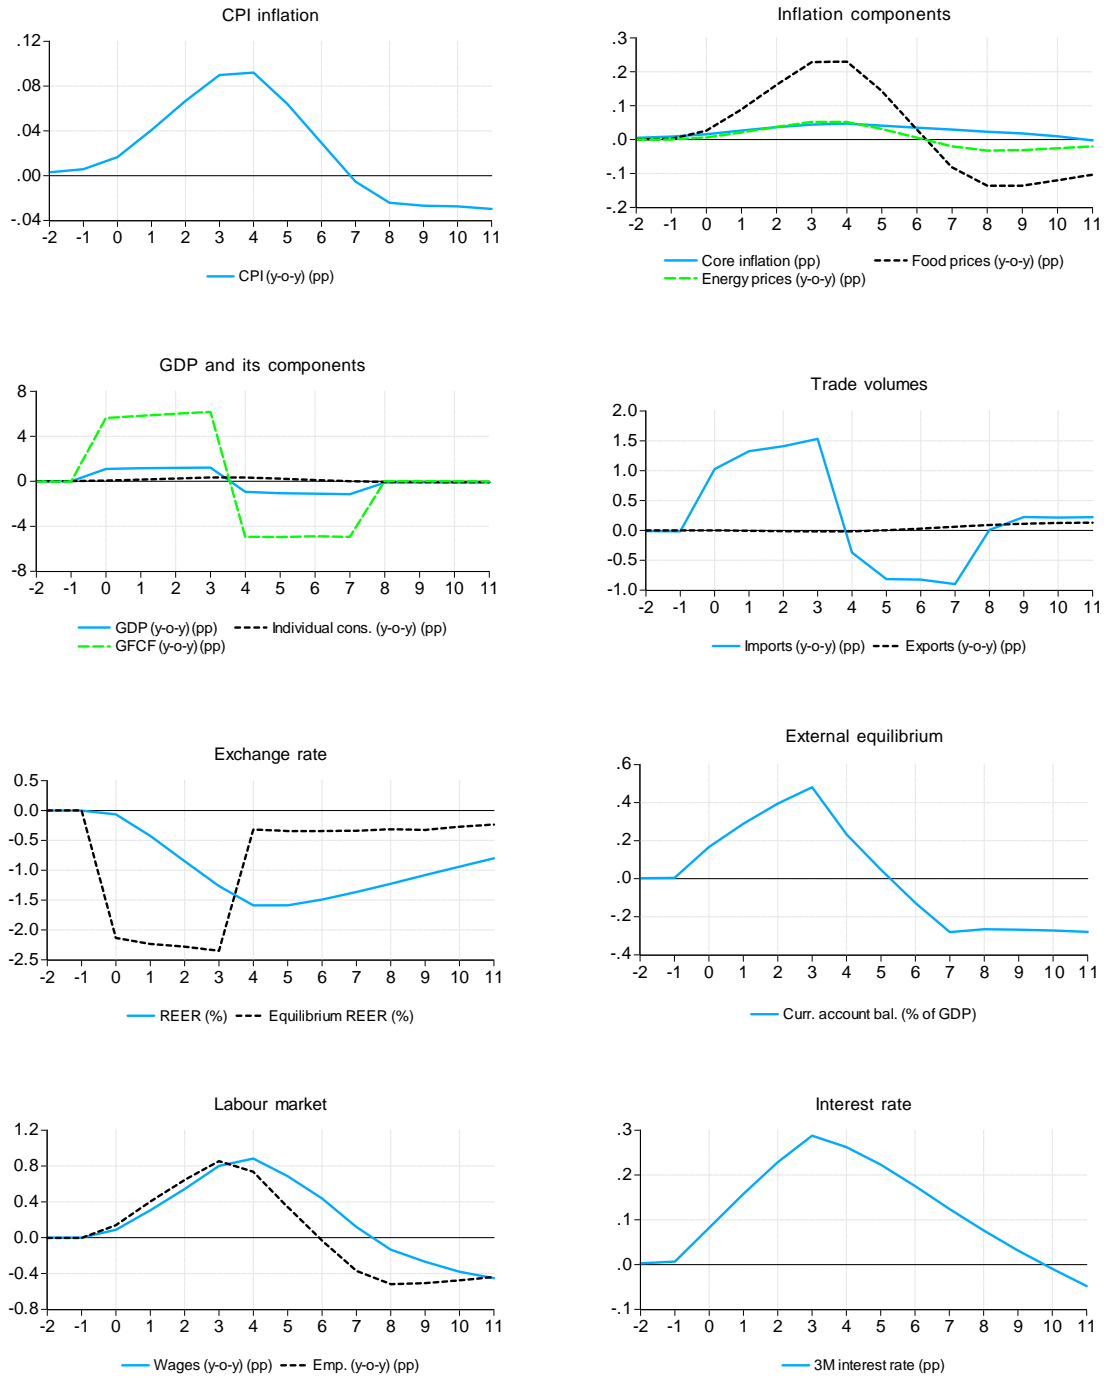 CPI inflation
.12
.08
.04
.00
-.04
-2 -1 0 1 2 3 4 5 6 7 8 9 10 11
CPI (y-o-y) (pp)
Inflation components
.3
.2
.1
.0
-.1
-.2
-2 -1 0 1 2 3 4 5 6 7 8 9 10 11
Core inflation (pp) Food prices (y-o-y) (pp)
Energy prices (y-o-y) (pp)
GDP and its components
8
4
0
-4
-8
-2 -1 0 1 2 3 4 5 6 7 8 9 10 11
GDP (y-o-y) (pp) Individual cons. (y-o-y) (pp)
GFCF (y-o-y) (pp)
Trade volumes
2.0
1.5
1.0
0.5
0.0
-0.5
-1.0
-2 -1 0 1 2 3 4 5 6 7 8 9 10 11
Imports (y-o-y) (pp) Exports (y-o-y) (pp)
Exchange rate
0.5
0.0
-0.5
-1.0
-1.5
-2.0
-2.5
-2 -1 0 1 2 3 4 5 6 7 8 9 10 11
REER (%) Equilibrium REER (%)
External equilibrium
.6
.4
.2
.0
-.2
-.4
-2 -1 0 1 2 3 4 5 6 7 8 9 10 11
Curr. account bal. (% of GDP)
Labour market
1.2
0.8
0.4
0.0
-0.4
-0.8
-2 -1 0 1 2 3 4 5 6 7 8 9 10 11
Wages (y-o-y) (pp) Emp. (y-o-y) (pp)
Interest rate
.3
.2
.1
.0
-.1
-2 -1 0 1 2 3 4 5 6 7 8 9 10 11
3M interest rate (pp)